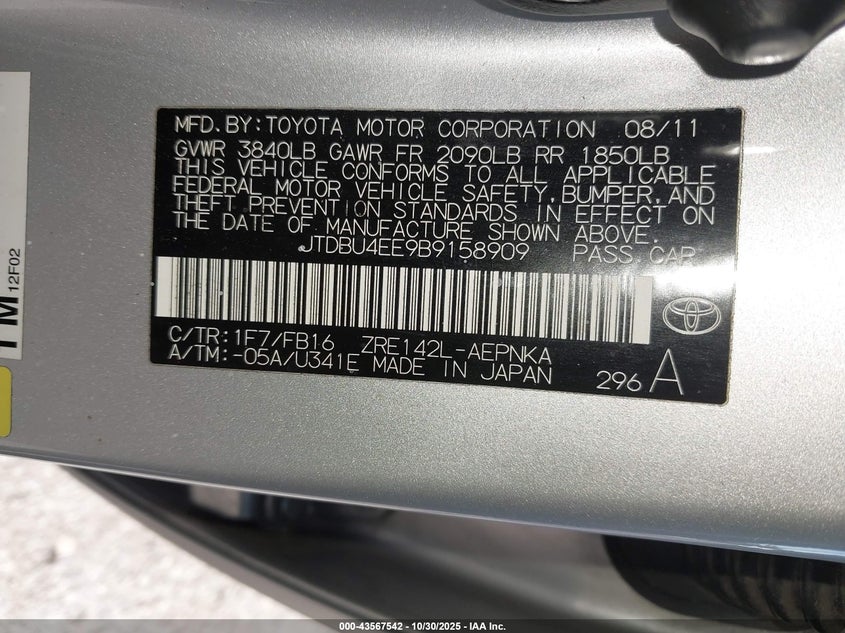 MFD.BY:TOYOTA MOTOR CORPORATION 08/11
GVWR 3840LB GAWR FR 2090LB RR 1850LB
THIS VEHICLE CONFORMS TO ALL APPLICABLE
FEDERAL MOTOR VEHICLE SAFETY,BUMPER,AND
THEFT PREVENTION STANDARDS IN EFFECT ON
THE DATE OF MANUFACTURE SHOWN ABOVE.
JTDBU4EE9B9158909 PASS CAR
C/TR:1F7/FB16 ZRE142L-AEPNKA
A/TM:-05A/U341E MADE IN JAPAN
296 A
12F02
000-43567542 - 10/30/2025 - IAA Inc.